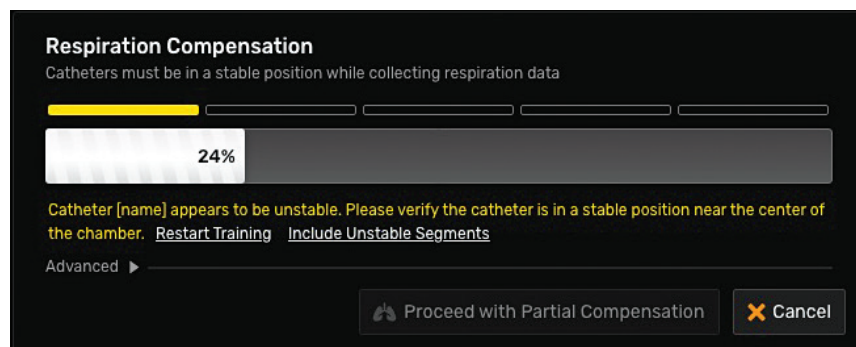 Respiration Compensation
Catheters must be in a stable position while collecting respiration data
24%
Catheter [name] appears to be unstable. Please verify the catheter is in a stable position near the center of
the chamber. Restart Training Include Unstable Segments
Advanced
Proceed with Partial Compensation Cancel